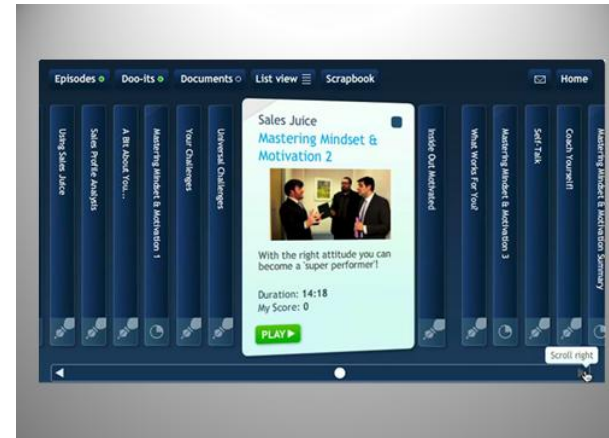 Episodes
Doo-its
Documents
List view
Scrapbook
Home
Using Sales Juice
Sales Profile Analysis
A Bit About You...
Mastering Mindset & Motivation 1
Your Challenges
Universal Challenges
Sales Juice
Mastering Mindset &
Motivation 2
With the right attitude you can
become a 'super performer'!
Duration: 14:18
My Score: 0
PLAY
Inside Out Motivated
What Works For You?
Mastering Mindset & Motivation 3
Self-Talk
Coach Yourself!
Mastering Mindset & Motivation Summary
Scroll right